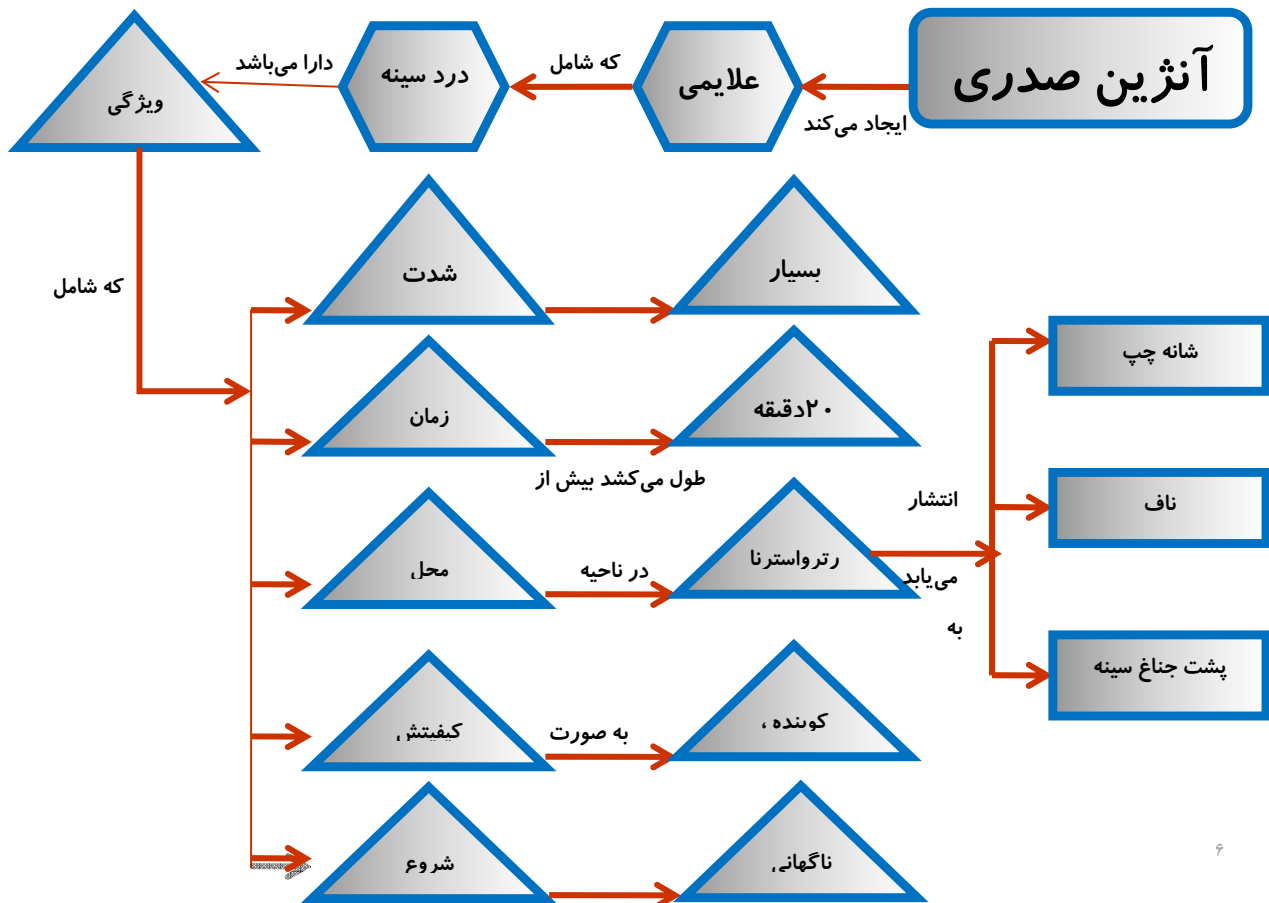 آنژین صدری
ایجاد می‌کند
علایمی
که شامل
درد سینه
دارا می‌باشد
ویژگی
که شامل
شدت
بسیار
زمان
۲۰دقیقه
طول می‌کشد بیش از
محل
در ناحیه
رترواسترنا
انتشار
می‌یابد
به
شانه چپ
ناف
پشت جناغ سینه
کیفیتش
به صورت
کوبنده ،
شروع
ناگهانی
۶